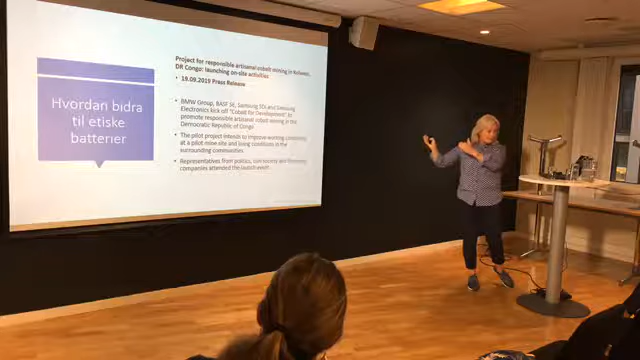 Hvordan bidra
til etiske
batterier
Project for responsible artisanal cobalt mining in Kolwezi,
DR Congo: launching on-site activities.
• 19.09.2019 Press Release
• BMW Group, BASF SE, Samsung SDI and Samsung
Electronics kick off "Cobalt for Development" to
promote responsible artisanal cobalt mining in the
Democratic Republic of Congo
• The pilot project intends to improve working conditions
at a pilot mine site and living conditions in the
surrounding communities.
• Representatives from politics, civil society and
companies attended the launch event